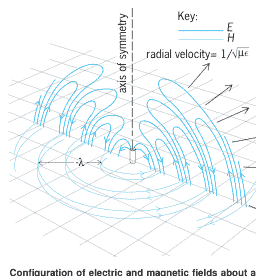 axis of symmetry
Key:
E
H
radial velocity= 1/√με
λ
Configuration of electric and magnetic fields about a